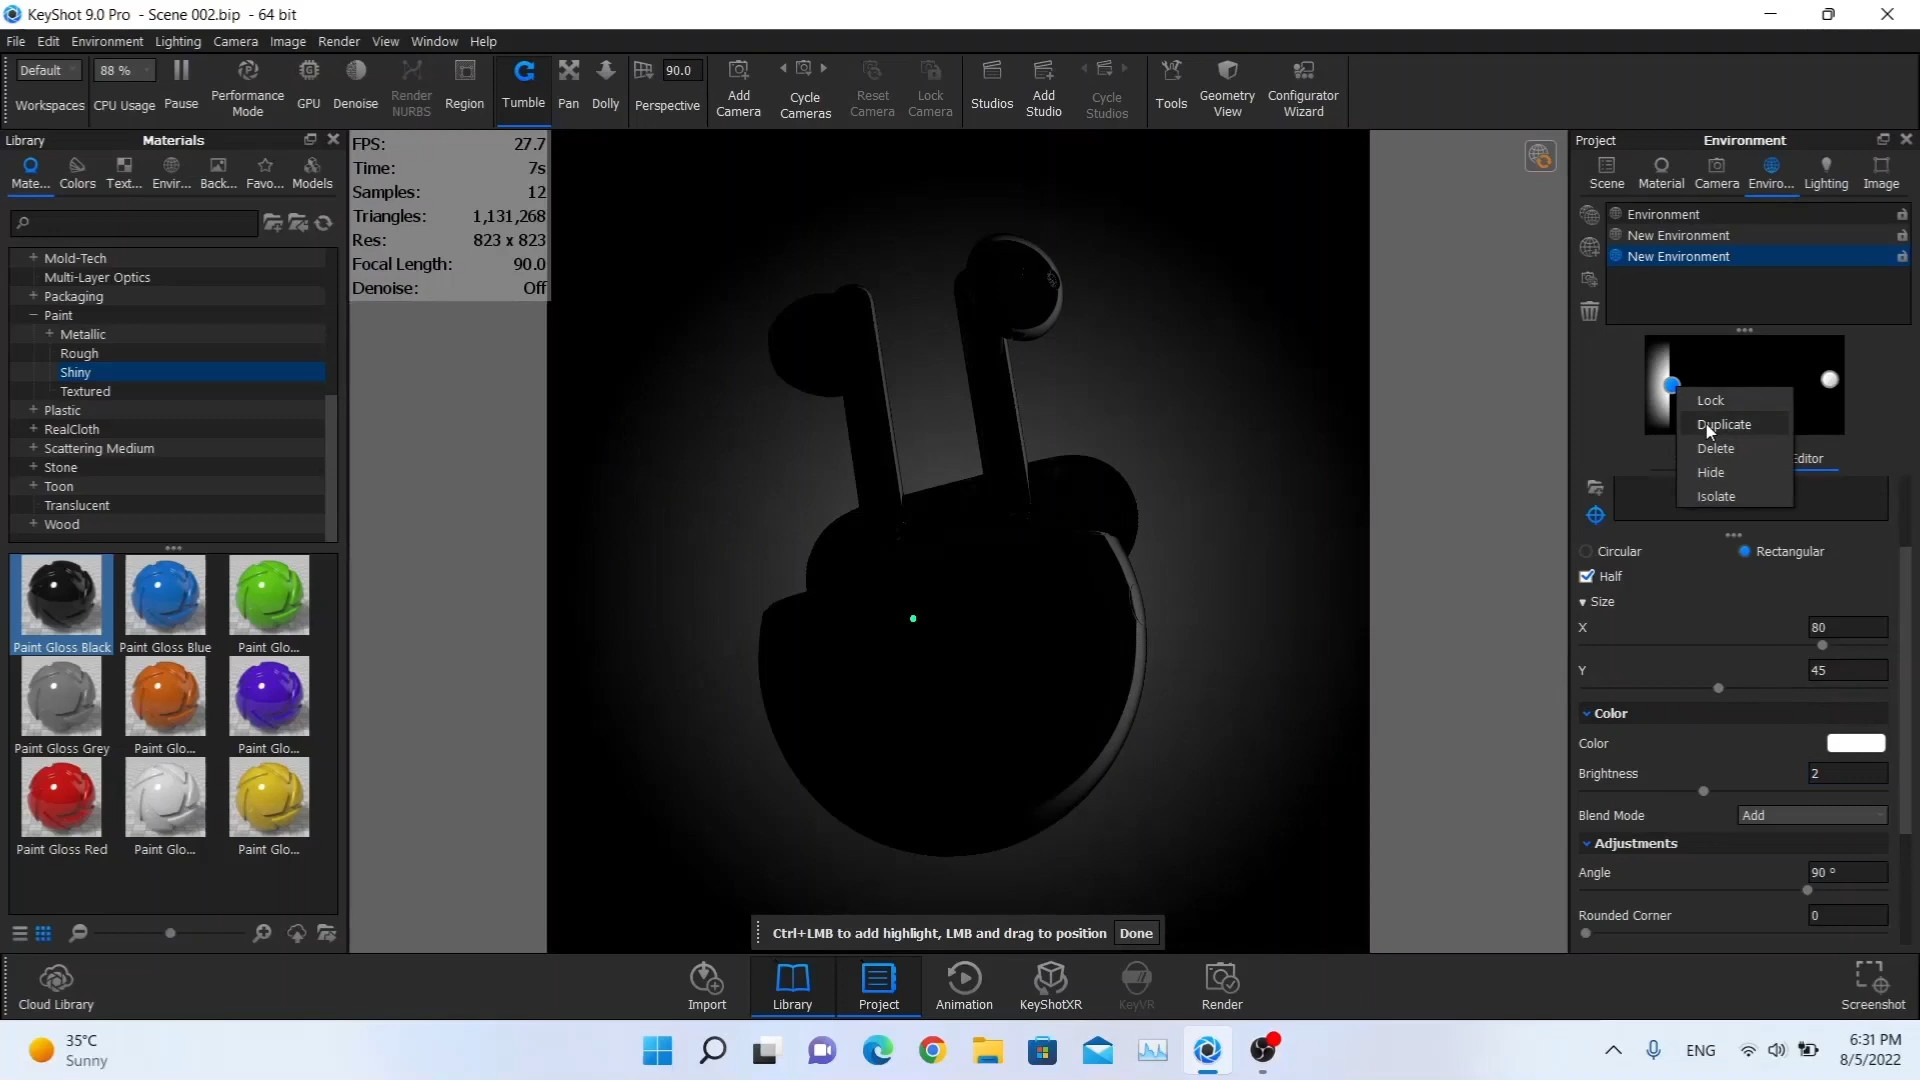 KeyShot 9.0 Pro - Scene 002.bip - 64 bit
File Edit Environment Lighting Camera Image Render View Window Help
Default
Workspaces
88 %
CPU Usage
Pause
Performance
Mode
GPU
Denoise
Render
NURBS
Region
Tumble
Pan
Dolly
90.0
Perspective
Add
Camera
Cycle
Cameras
Reset
Camera
Lock
Camera
Studios
Add
Studio
Cycle
Studios
Tools
Geometry
View
Configurator
Wizard
Library
Materials
Mate... Colors Text... Envir... Back... Favo... Models
Mold-Tech
Multi-Layer Optics
Packaging
Paint
Metallic
Rough
Shiny
Textured
Plastic
RealCloth
Scattering Medium
Stone
Toon
Translucent
Wood
Paint Gloss Black Paint Gloss Blue Paint Glo...
Paint Gloss Grey Paint Glo... Paint Glo...
Paint Gloss Red Paint Glo... Paint Glo...
FPS: 27.7
Time: 7s
Samples: 12
Triangles: 1,131,268
Res: 823 x 823
Focal Length: 90.0
Denoise: Off
Ctrl+LMB to add highlight, LMB and drag to position Done
Project
Environment
Scene Material Camera Enviro... Lighting Image
Environment
New Environment
New Environment
Lock
Duplicate
Delete
Hide
Isolate
Editor
Circular Rectangular
Half
Size
X 80
Y 45
Color
Color
Brightness 2
Blend Mode Add
Adjustments
Angle 90 °
Rounded Corner 0
Cloud Library
Import
Library
Project
Animation
KeyShotXR
KeyVR
Render
Screenshot
35°C
Sunny
ENG
6:31 PM
8/5/2022